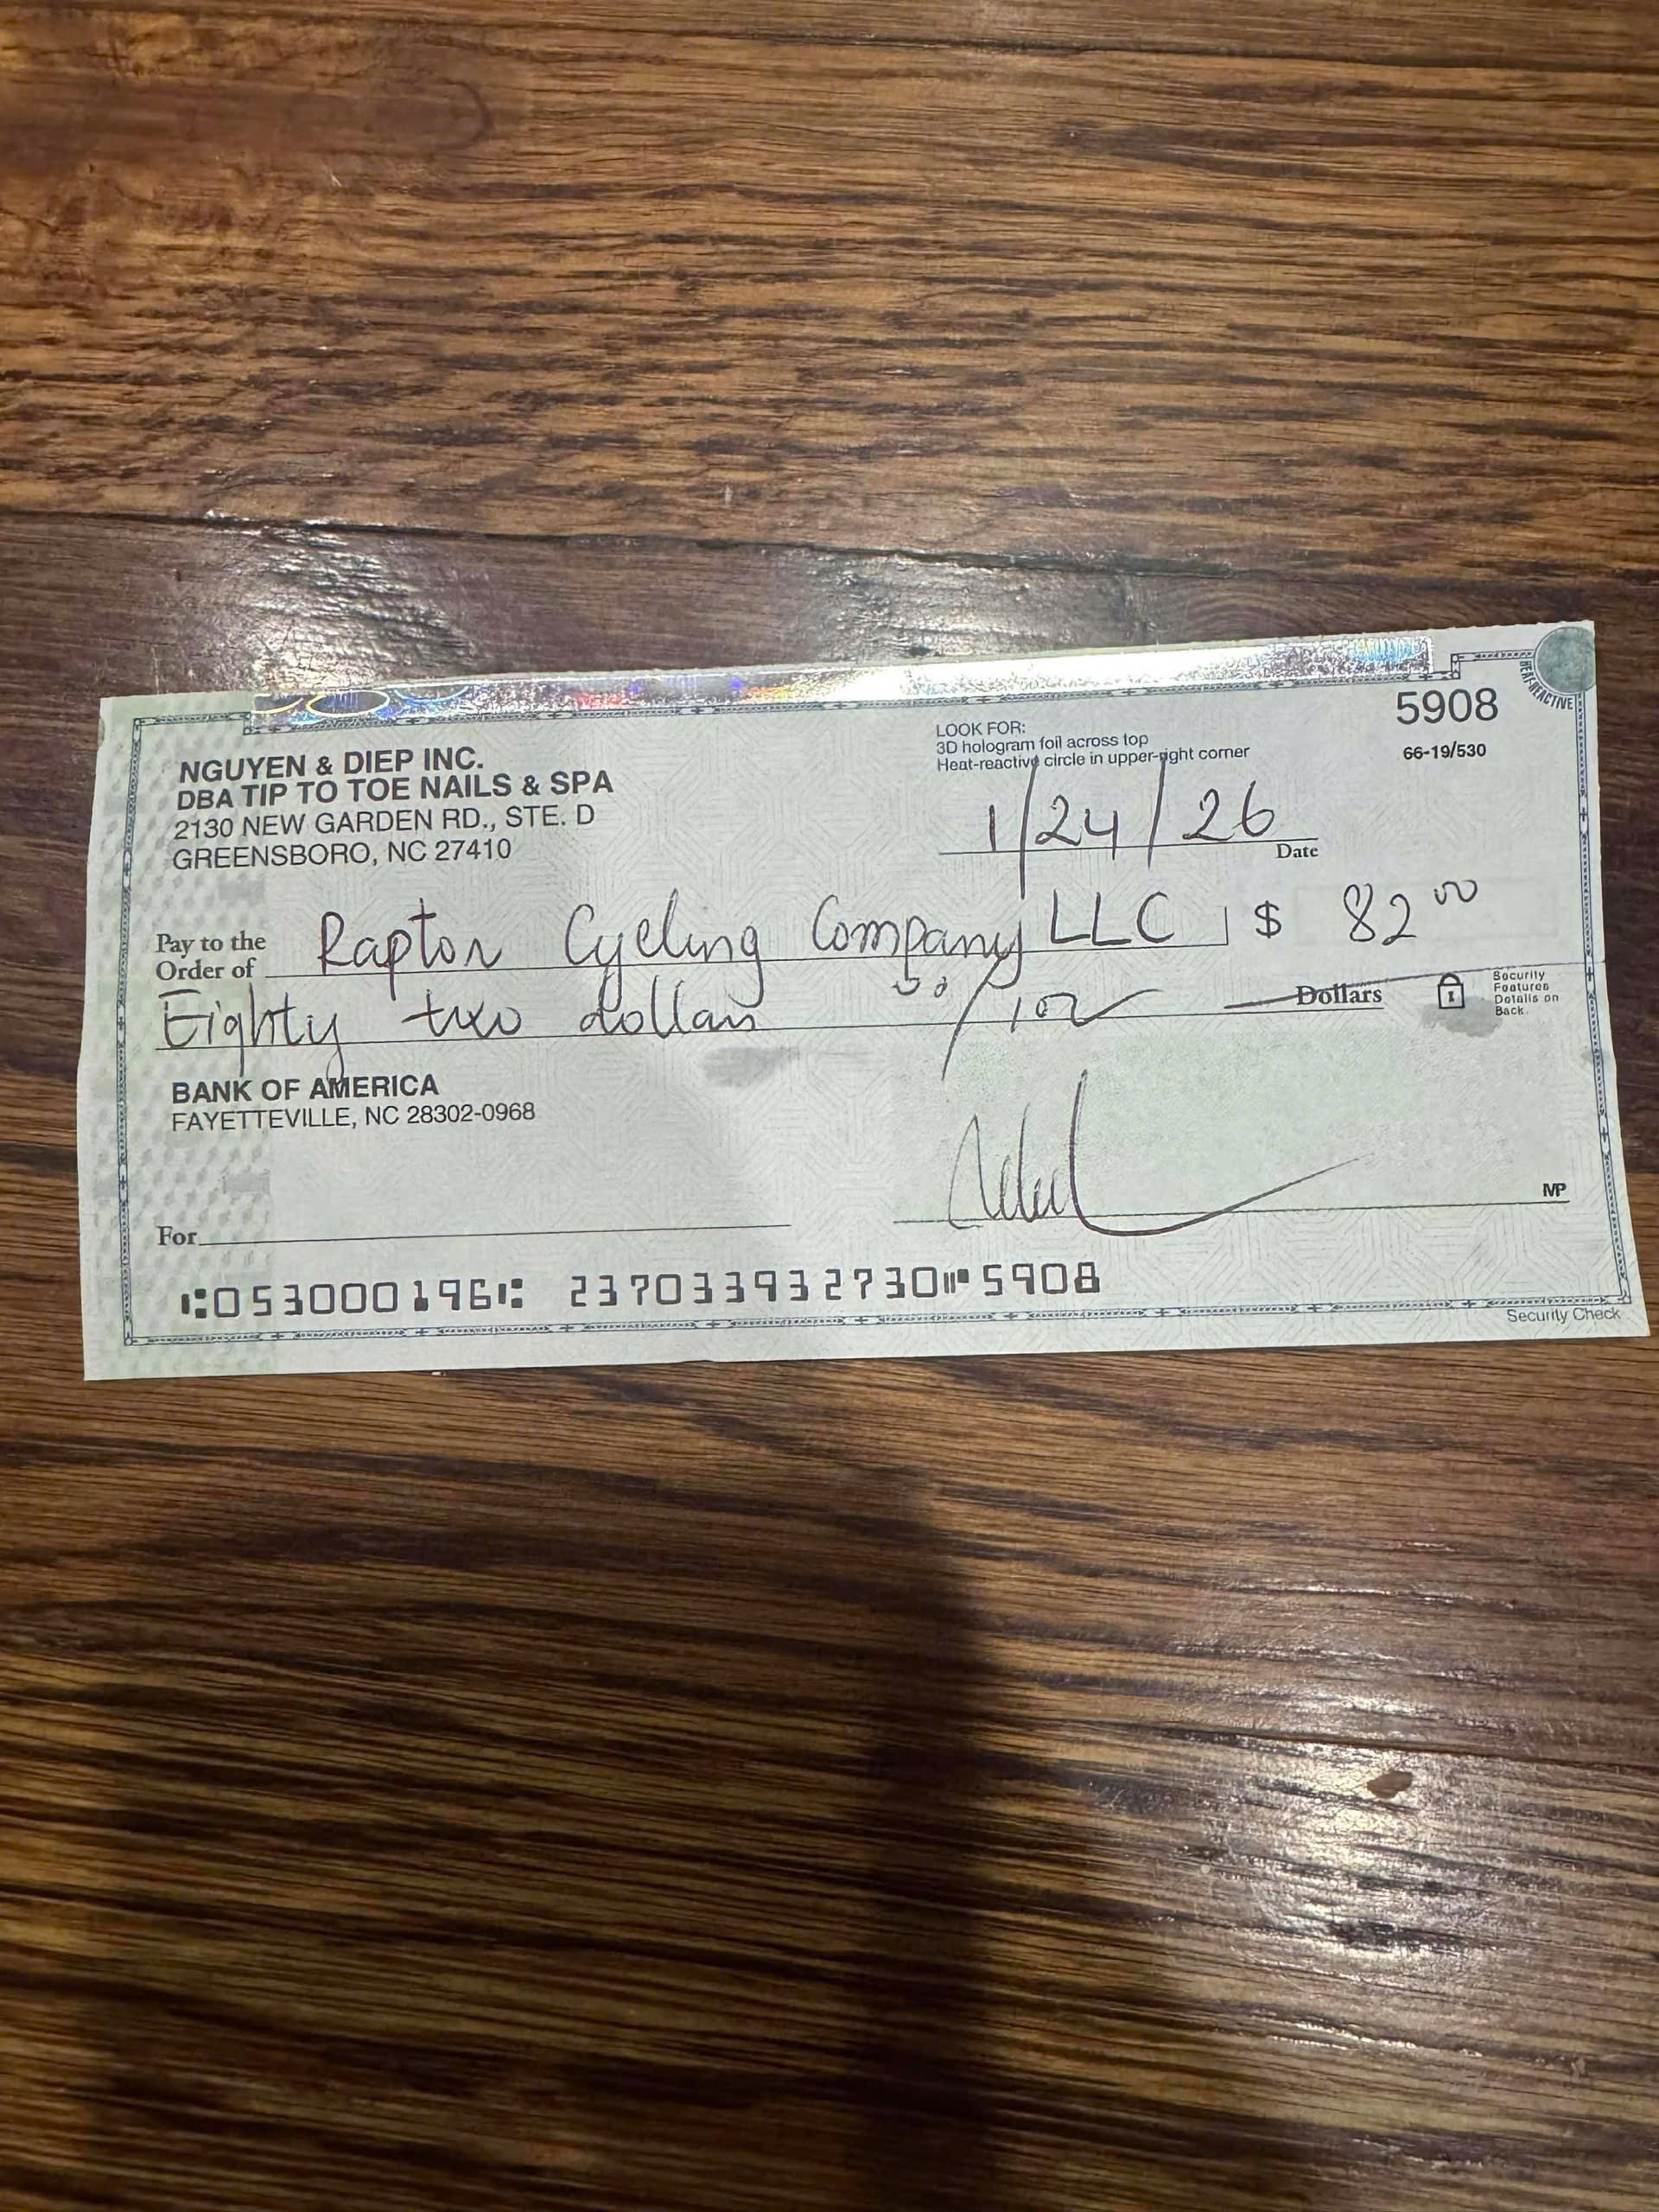 HEAT-REACTIVE
5908
66-19/530
LOOK FOR:
3D hologram foil across top
Heat-reactive circle in upper-right corner
NGUYEN & DIEP INC.
DBA TIP TO TOE NAILS & SPA
2130 NEW GARDEN RD., STE. D
GREENSBORO, NC 27410
1/24/26
Date
Pay to the
Order of Raptor Cycling Company LLC $ 82 00
Eighty two dollars /100 Dollars
Security
Features
Details on
Back.
BANK OF AMERICA
FAYETTEVILLE, NC 28302-0968
MP
For
⑆053000196⑆ 237033932730⑈5908
Security Check